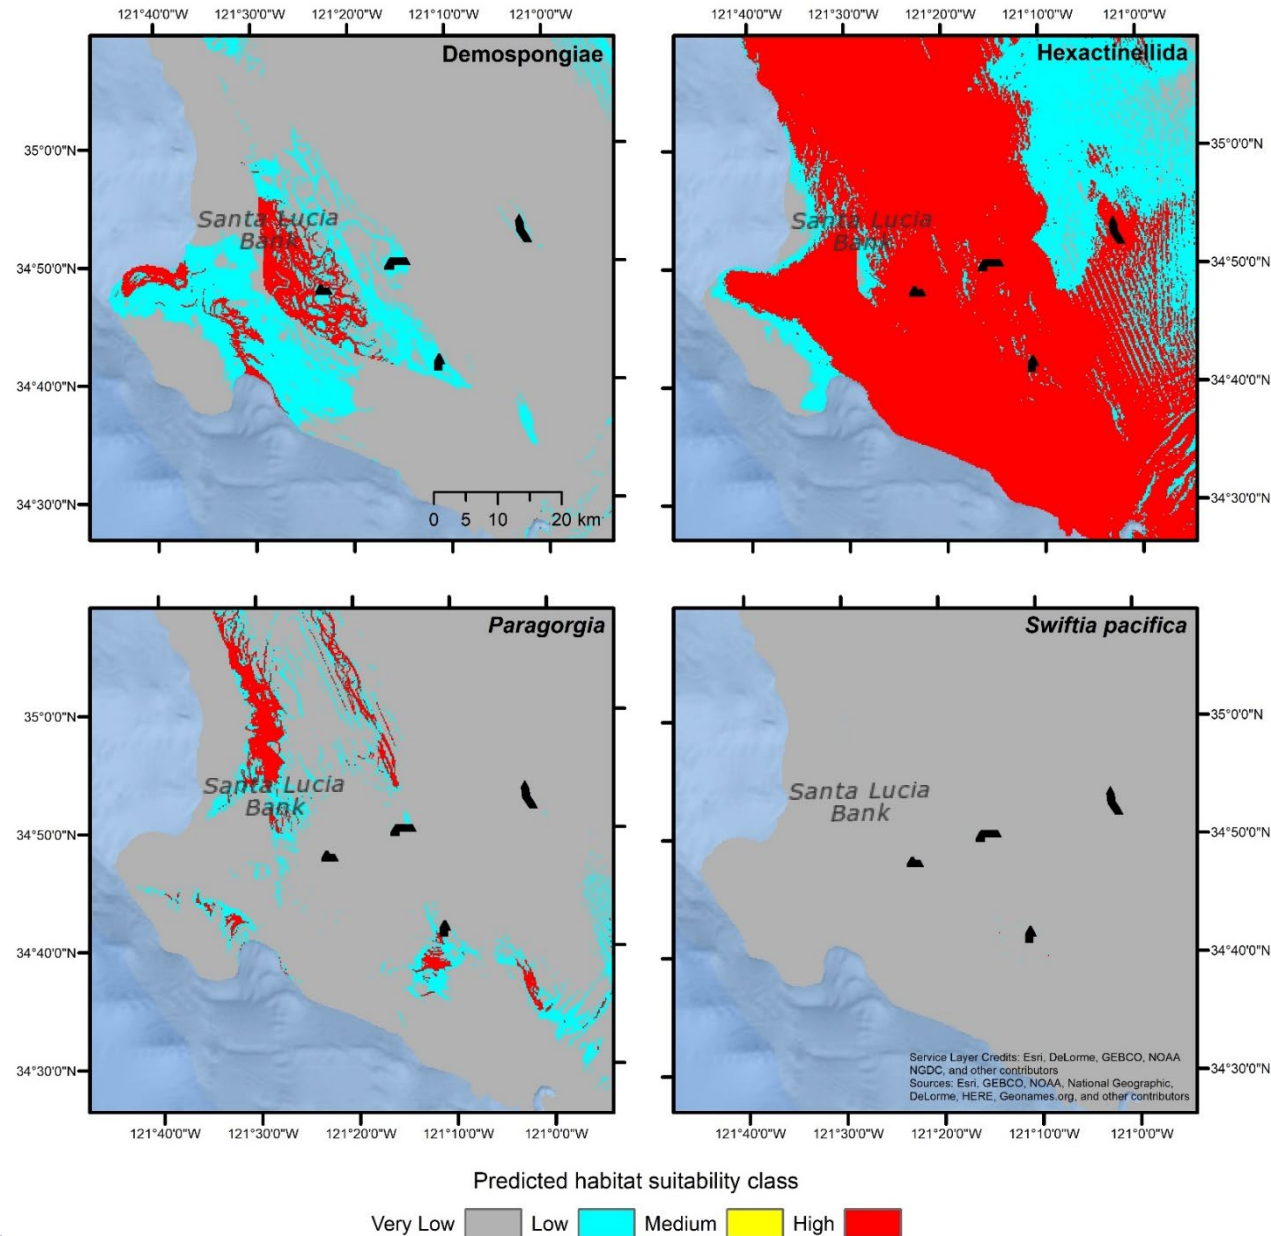 121°40'0"W 121°30'0"W 121°20'0"W 121°10'0"W 121°0'0"W
121°40'0"W 121°30'0"W 121°20'0"W 121°10'0"W 121°0'0"W
Demospongiae
Hexactinellida
35°0'0"N
35°0'0"N
Santa Lucia
Bank
Santa Lucia
Bank
34°50'0"N
34°50'0"N
34°40'0"N
34°40'0"N
34°30'0"N
34°30'0"N
0 5 10 20 km
Paragorgia
Swiftia pacifica
35°0'0"N
35°0'0"N
Santa Lucia
Bank
Santa Lucia
Bank
34°50'0"N
34°50'0"N
34°40'0"N
34°40'0"N
34°30'0"N
34°30'0"N
Service Layer Credits: Esri, DeLorme, GEBCO, NOAA
NGDC, and other contributors
Sources: Esri, GEBCO, NOAA, National Geographic,
DeLorme, HERE, Geonames.org, and other contributors
121°40'0"W 121°30'0"W 121°20'0"W 121°10'0"W 121°0'0"W
121°40'0"W 121°30'0"W 121°20'0"W 121°10'0"W 121°0'0"W
Predicted habitat suitability class
Very Low Low Medium High